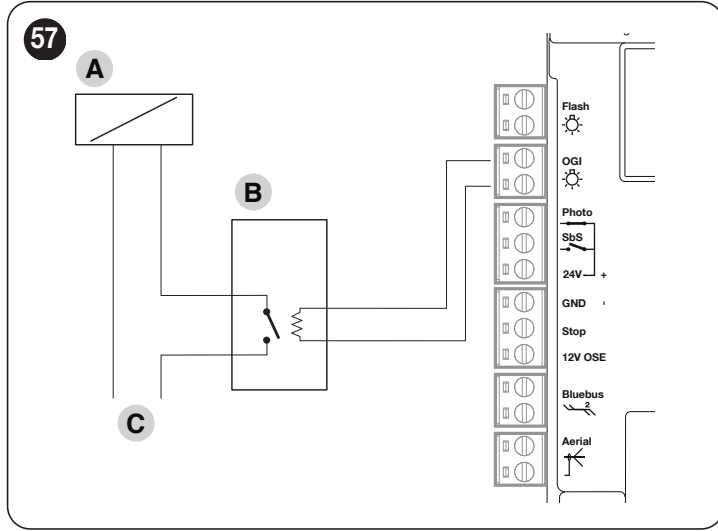 57
A
B
C
Flash
OGI
Photo
SbS
24V +
GND -
Stop
12V OSE
Bluebus
2
Aerial